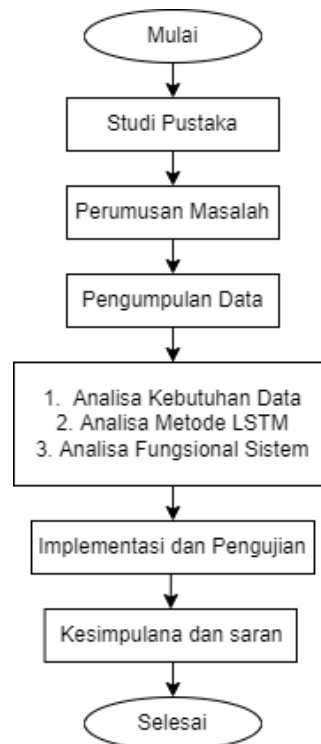 Mulai
Studi Pustaka
Perumusan Masalah
Pengumpulan Data
1. Analisa Kebutuhan Data
2. Analisa Metode LSTM
3. Analisa Fungsional Sistem
Implementasi dan Pengujian
Kesimpulana dan saran
Selesai